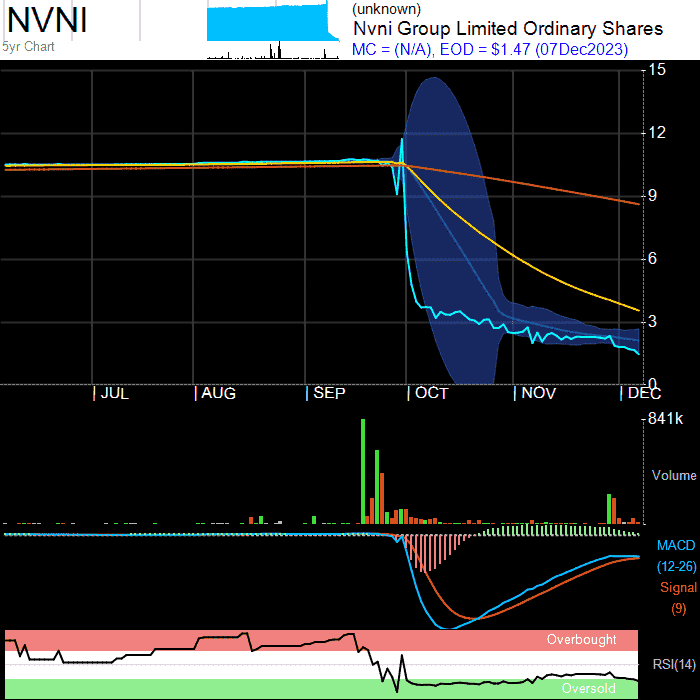 NVNI
5yr Chart
(unknown)
Nvni Group Limited Ordinary Shares
MC = (N/A), EOD = $1.47 (07Dec2023)
15
12
9
6
3
0
JUL AUG SEP OCT NOV DEC
841k
Volume
MACD
(12-26)
Signal
(9)
Overbought
RSI(14)
Oversold